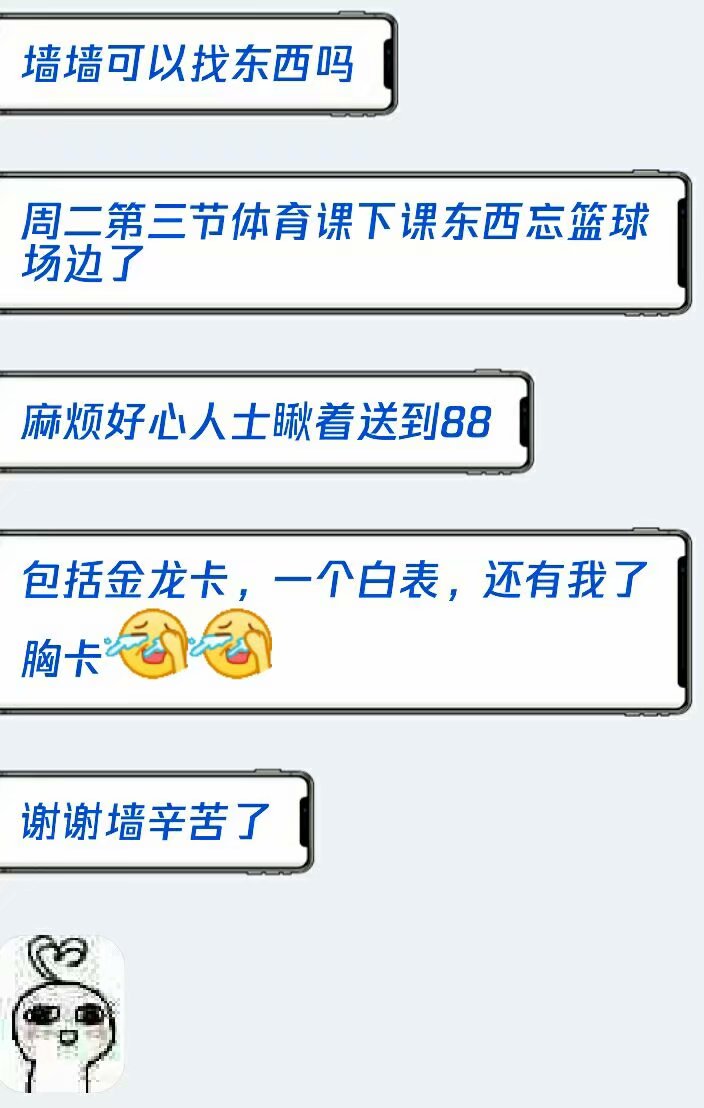 墙墙可以找东西吗
周二第三节体育课下课东西忘篮球
场边了
麻烦好心人士瞅着送到88
包括金龙卡，一个白表，还有我了
胸卡
谢谢墙辛苦了